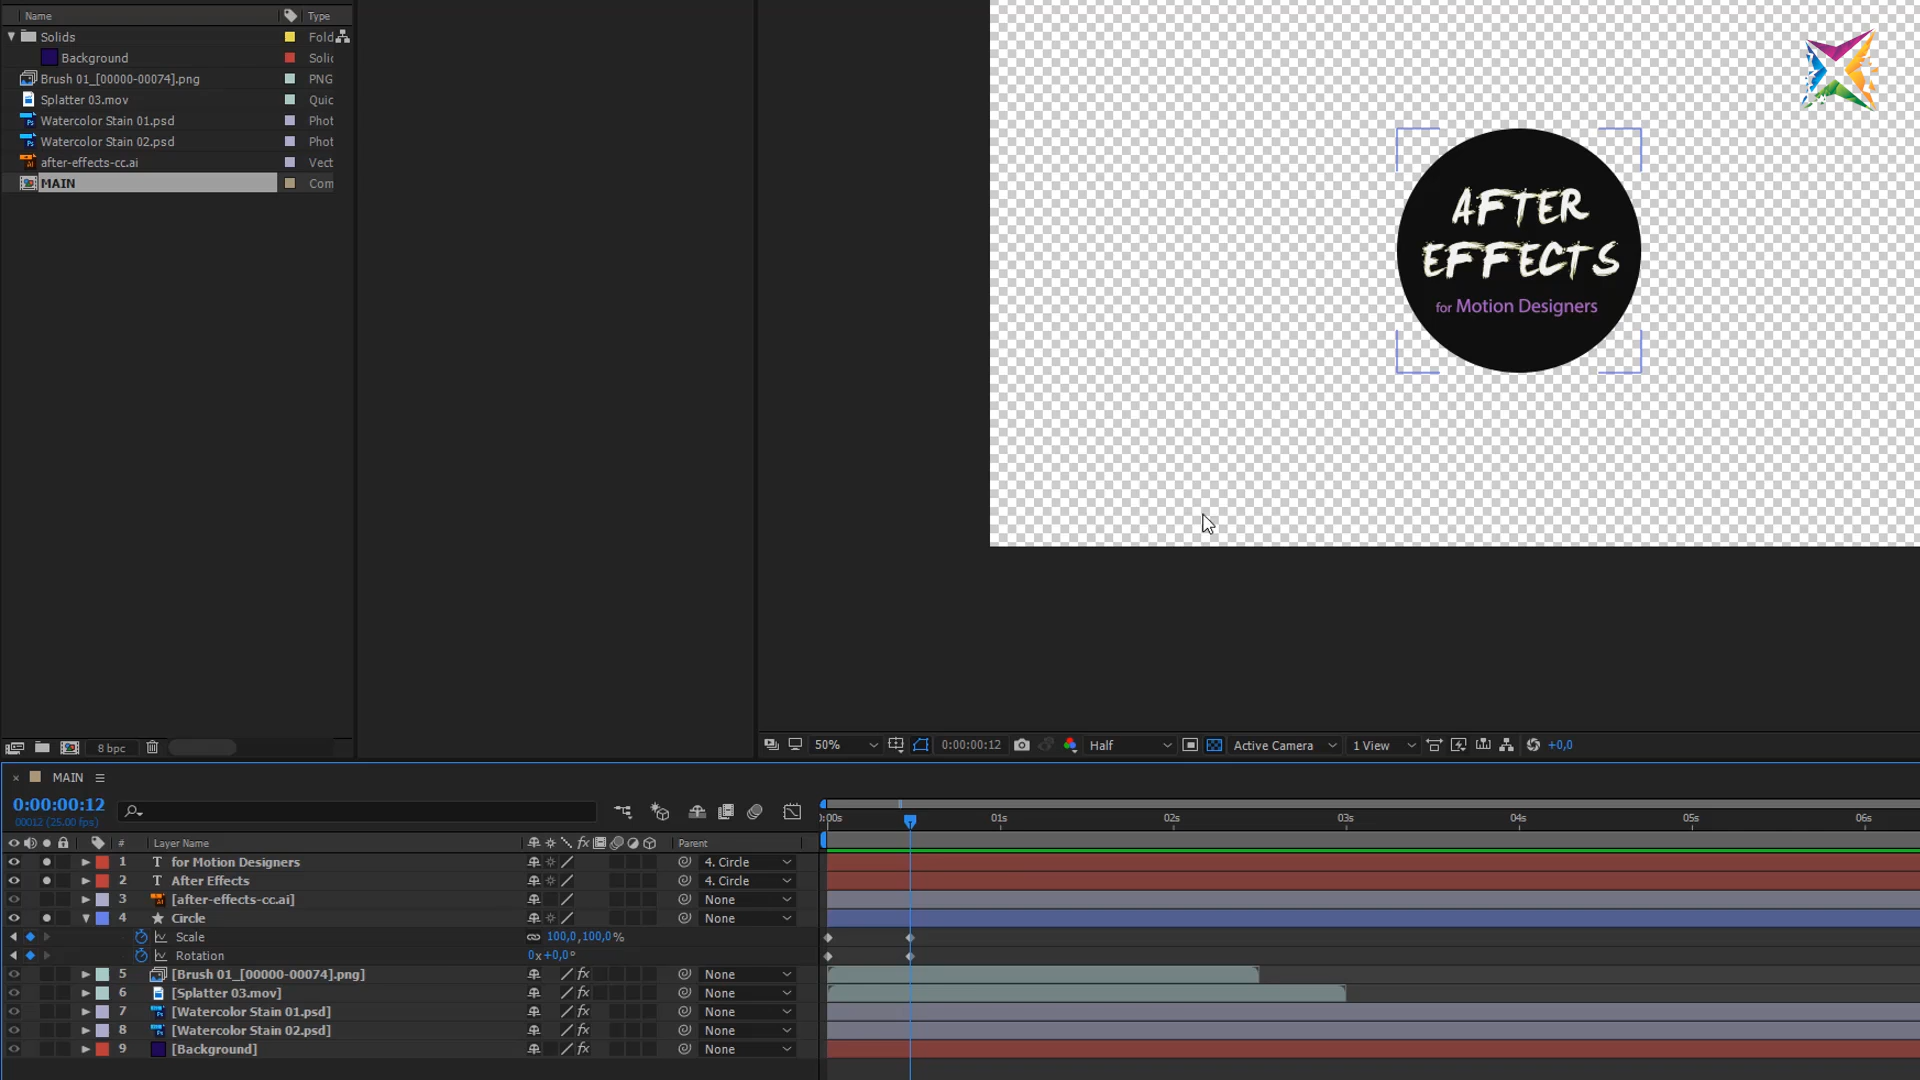 Name Type
Solids Fold
Background Solic
Brush 01_[00000-00074].png PNG
Splatter 03.mov Quic
Watercolor Stain 01.psd Phot
Watercolor Stain 02.psd Phot
after-effects-cc.ai Vect
MAIN Com
AFTER
EFFECTS
for Motion Designers
8 bpc
50% 0:00:00:12 Half Active Camera 1 View +0,0
MAIN
0:00:00:12
00012 (25.00 fps)
:00s 01s 02s 03s 04s 05s 06s
# Layer Name fx Parent
1 T for Motion Designers 4. Circle
2 T After Effects 4. Circle
3 [after-effects-cc.ai] None
4 Circle None
Scale 100,0,100,0%
Rotation 0x+0,0°
5 [Brush 01_[00000-00074].png] fx None
6 [Splatter 03.mov] fx None
7 [Watercolor Stain 01.psd] fx None
8 [Watercolor Stain 02.psd] fx None
9 [Background] fx None